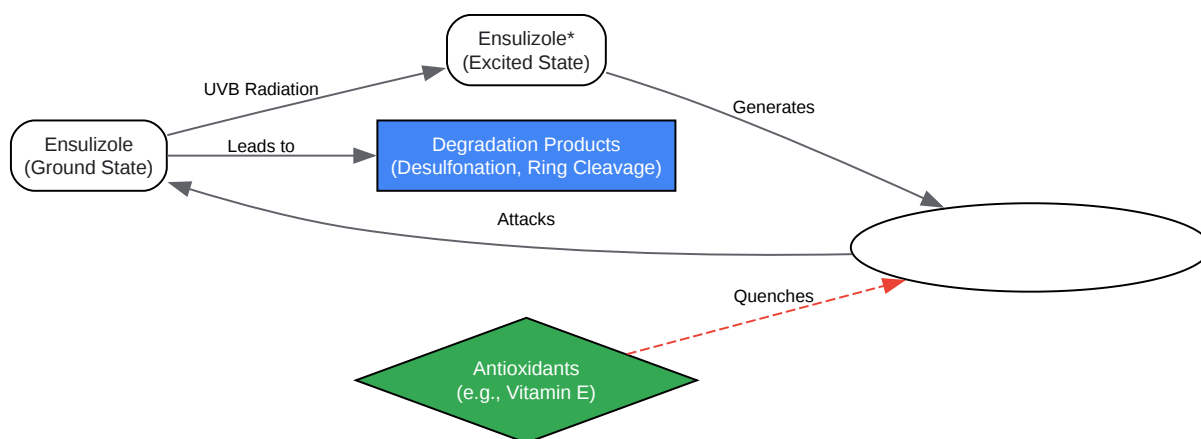 Ensulizole*
(Excited State)
UVB Radiation
Generates
Ensulizole
(Ground State)
Leads to
Degradation Products
(Desulfonation, Ring Cleavage)
Attacks
Quenches
Antioxidants
(e.g., Vitamin E)